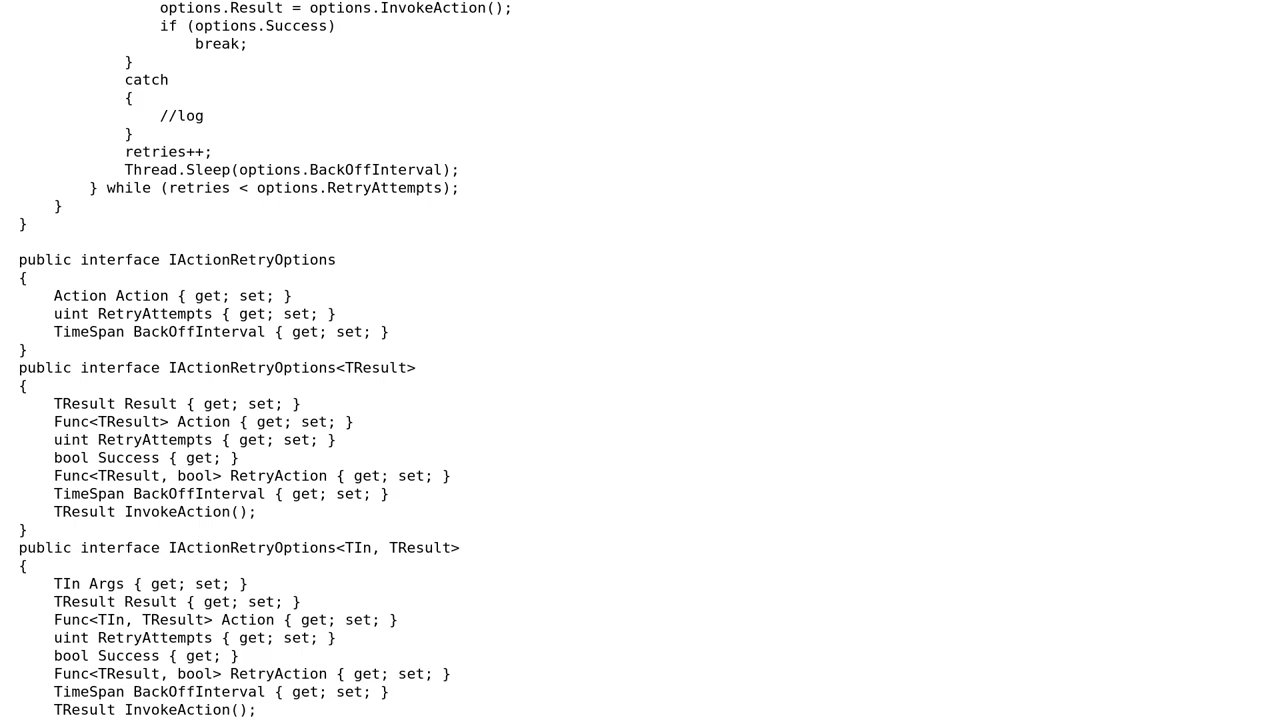 options.Result = options.InvokeAction();
                if (options.Success)
                    break;
            }
            catch
            {
                //log
            }
            retries++;
            Thread.Sleep(options.BackOffInterval);
        } while (retries < options.RetryAttempts);
    }
}

public interface IActionRetryOptions
{
    Action Action { get; set; }
    uint RetryAttempts { get; set; }
    TimeSpan BackOffInterval { get; set; }
}
public interface IActionRetryOptions<TResult>
{
    TResult Result { get; set; }
    Func<TResult> Action { get; set; }
    uint RetryAttempts { get; set; }
    bool Success { get; }
    Func<TResult, bool> RetryAction { get; set; }
    TimeSpan BackOffInterval { get; set; }
    TResult InvokeAction();
}
public interface IActionRetryOptions<TIn, TResult>
{
    TIn Args { get; set; }
    TResult Result { get; set; }
    Func<TIn, TResult> Action { get; set; }
    uint RetryAttempts { get; set; }
    bool Success { get; }
    Func<TResult, bool> RetryAction { get; set; }
    TimeSpan BackOffInterval { get; set; }
    TResult InvokeAction();